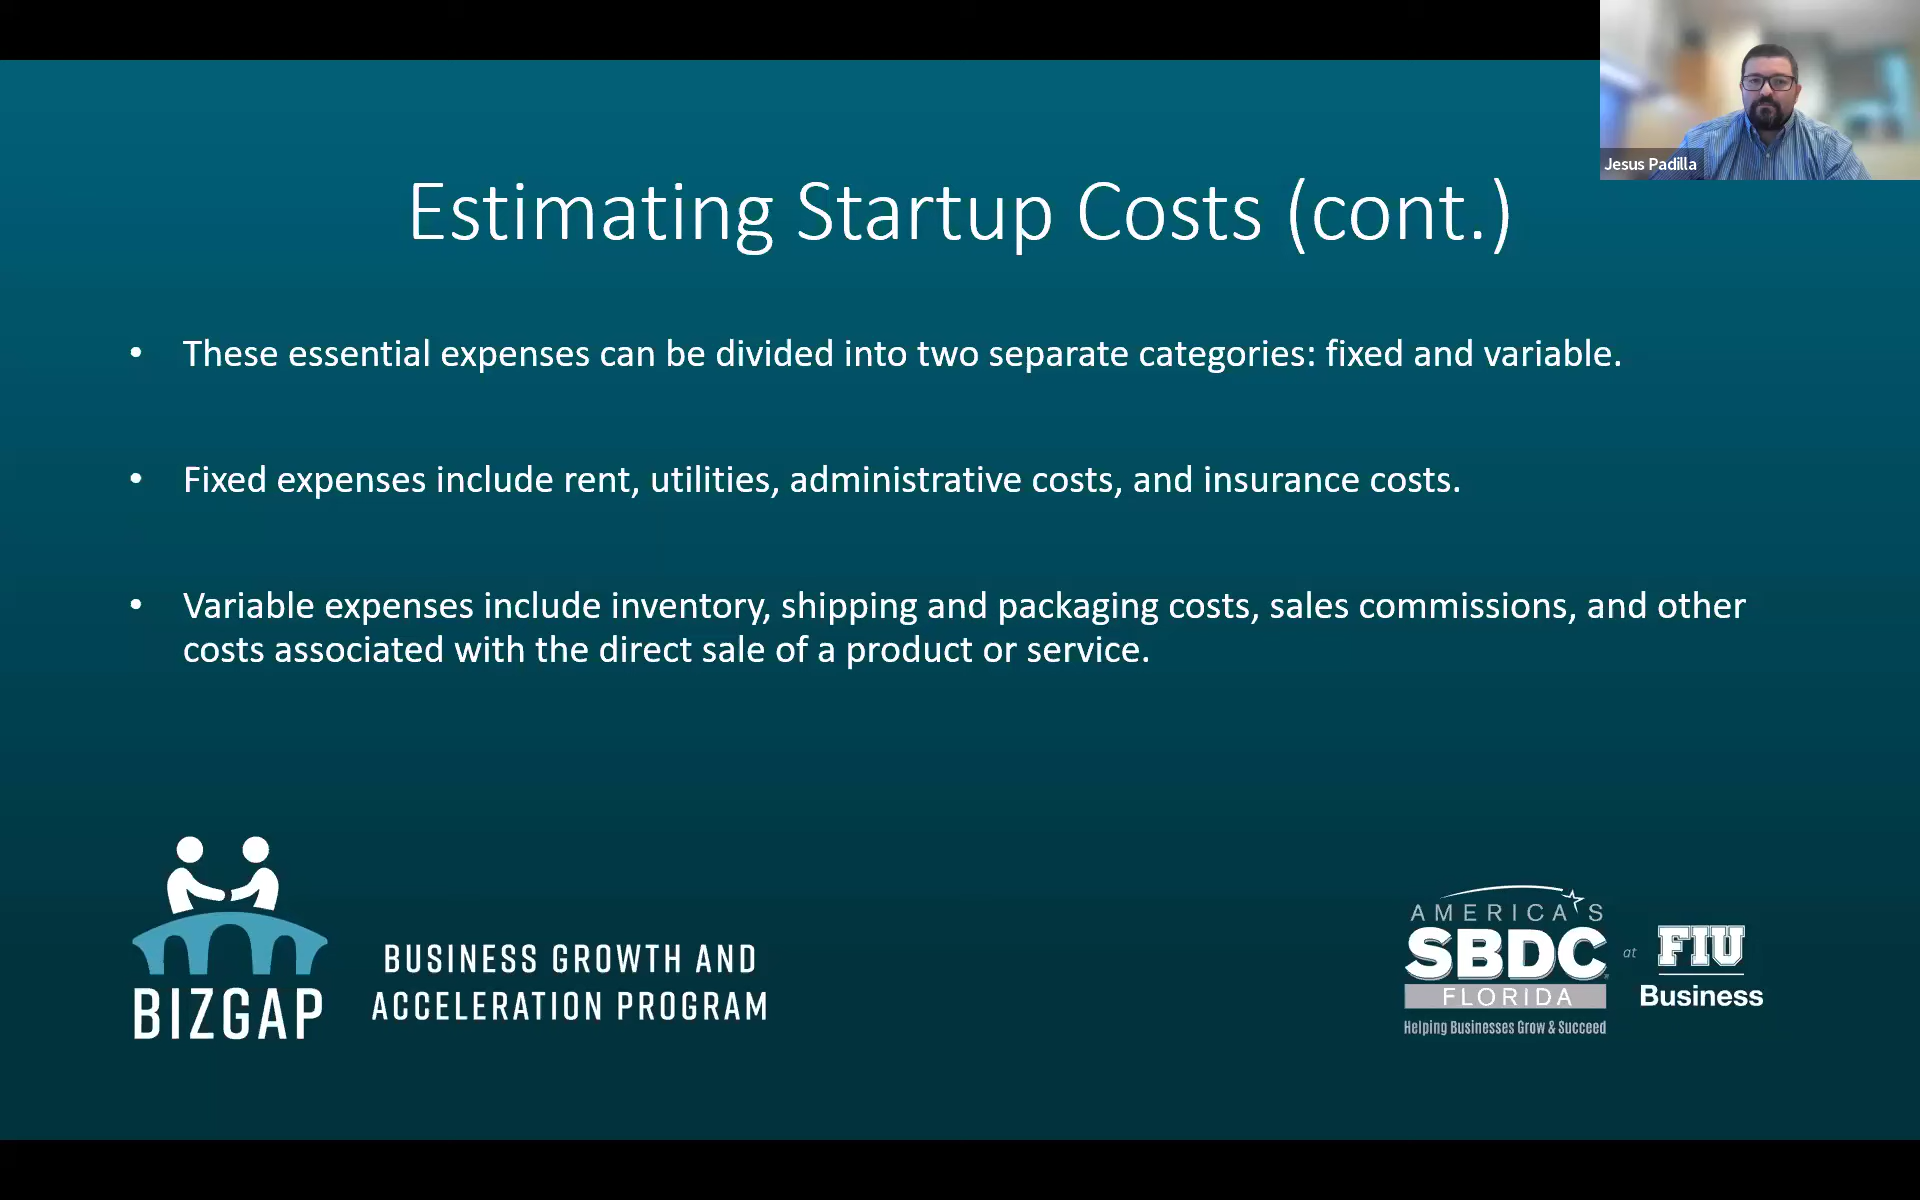 Jesus Padilla
Estimating Startup Costs (cont.)
• These essential expenses can be divided into two separate categories: fixed and variable.
• Fixed expenses include rent, utilities, administrative costs, and insurance costs.
• Variable expenses include inventory, shipping and packaging costs, sales commissions, and other
costs associated with the direct sale of a product or service.
BIZGAP
BUSINESS GROWTH AND
ACCELERATION PROGRAM
AMERICA'S
SBDC
FLORIDA
Helping Businesses Grow & Succeed
at
FIU
Business